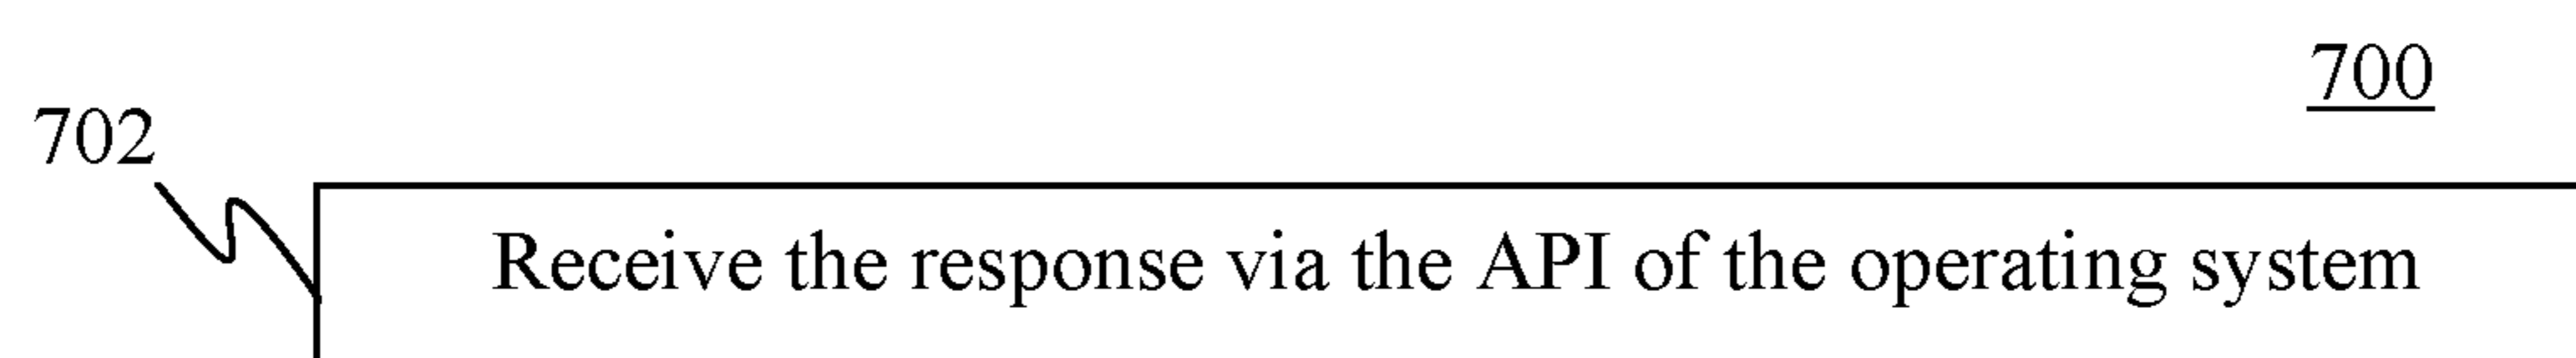 700
702
Receive the response via the API of the operating system